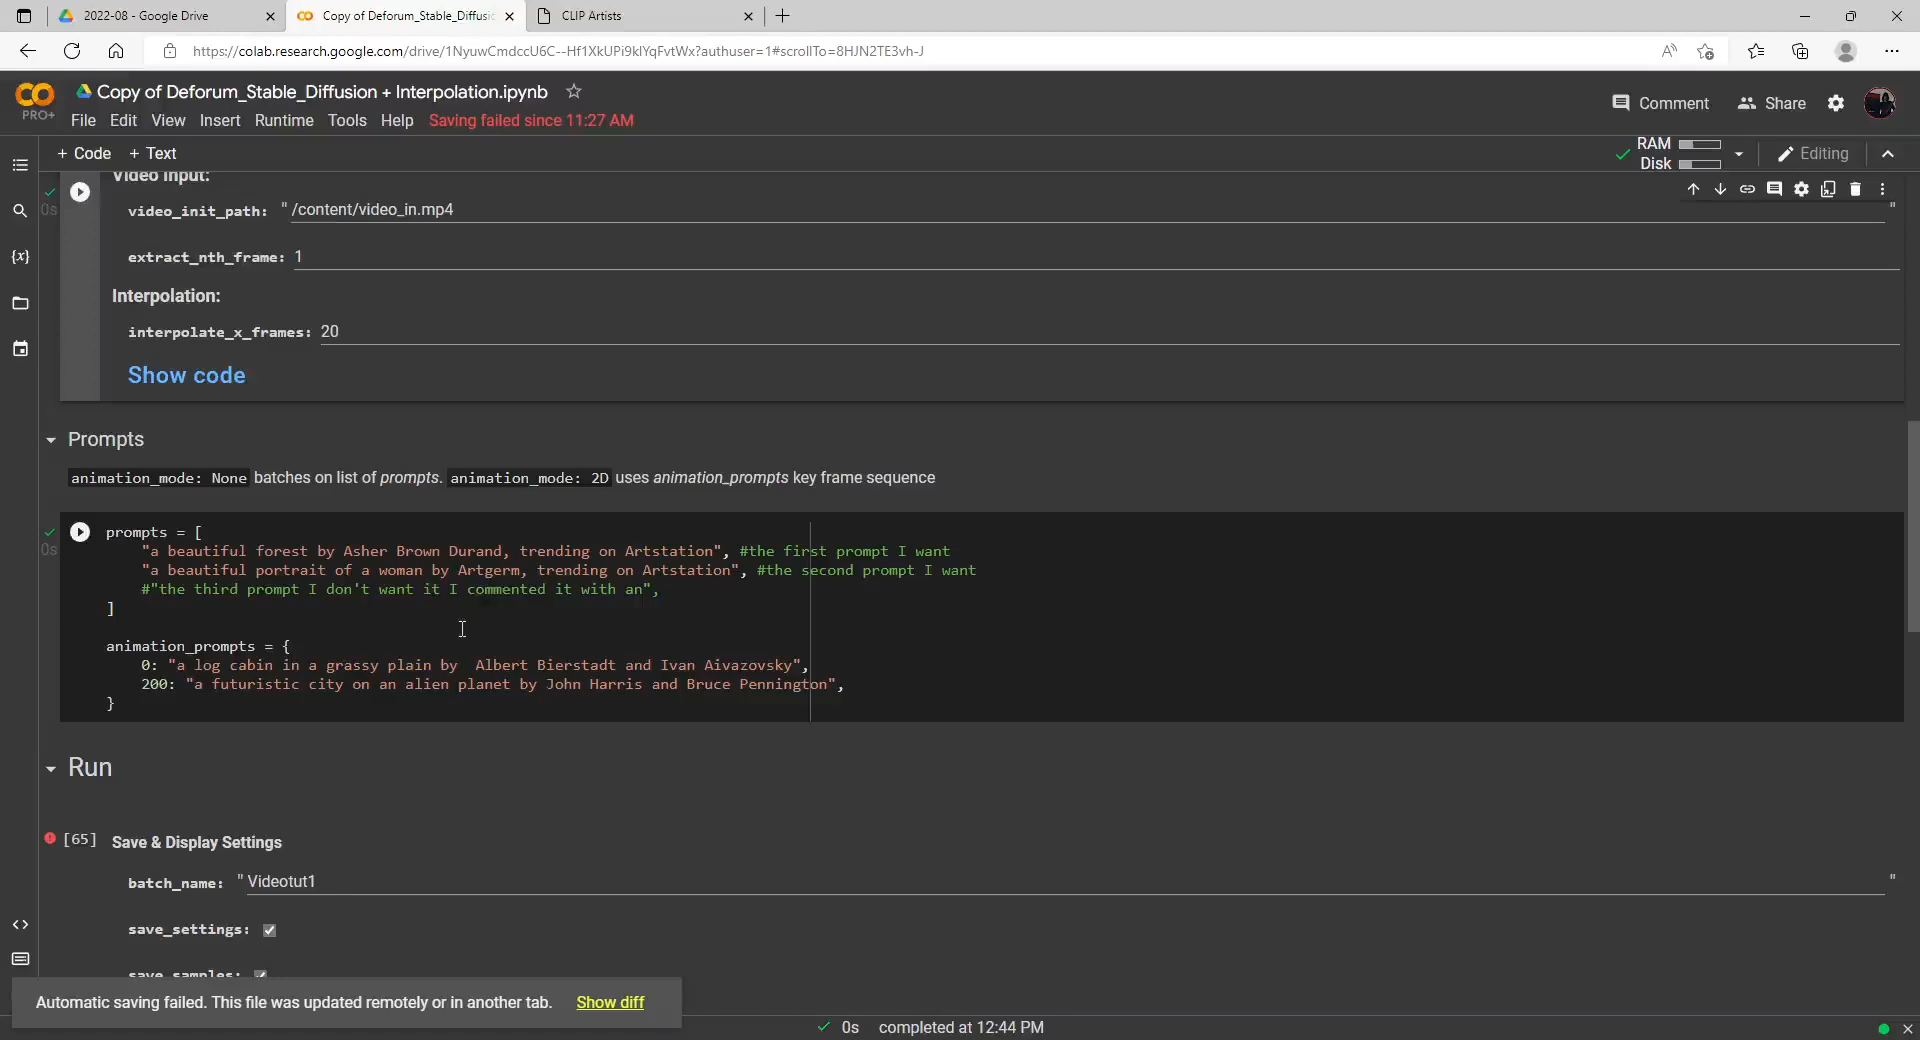 2022-08 - Google Drive
Copy of Deforum_Stable_Diffusi
CLIP Artists
https://colab.research.google.com/drive/1NyuwCmdccU6C--Hf1XkUPi9klYqFvtWx?authuser=1#scrollTo=8HJN2TE3vh-J
Copy of Deforum_Stable_Diffusion + Interpolation.ipynb
PRO+
File Edit View Insert Runtime Tools Help Saving failed since 11:27 AM
Comment Share
+ Code + Text
RAM
Disk
Editing
Video Input:
0s
video_init_path: " /content/video_in.mp4 "
{x}
extract_nth_frame: 1
Interpolation:
interpolate_x_frames: 20
Show code
Prompts
animation_mode: None batches on list of prompts. animation_mode: 2D uses animation_prompts key frame sequence
0s
prompts = [
"a beautiful forest by Asher Brown Durand, trending on Artstation", #the first prompt I want
"a beautiful portrait of a woman by Artgerm, trending on Artstation", #the second prompt I want
#"the third prompt I don't want it I commented it with an",
]
animation_prompts = {
0: "a log cabin in a grassy plain by  Albert Bierstadt and Ivan Aivazovsky",
200: "a futuristic city on an alien planet by John Harris and Bruce Pennington",
}
Run
[65] Save & Display Settings
batch_name: " Videotut1 "
save_settings:
save_samples:
Automatic saving failed. This file was updated remotely or in another tab. Show diff
0s completed at 12:44 PM